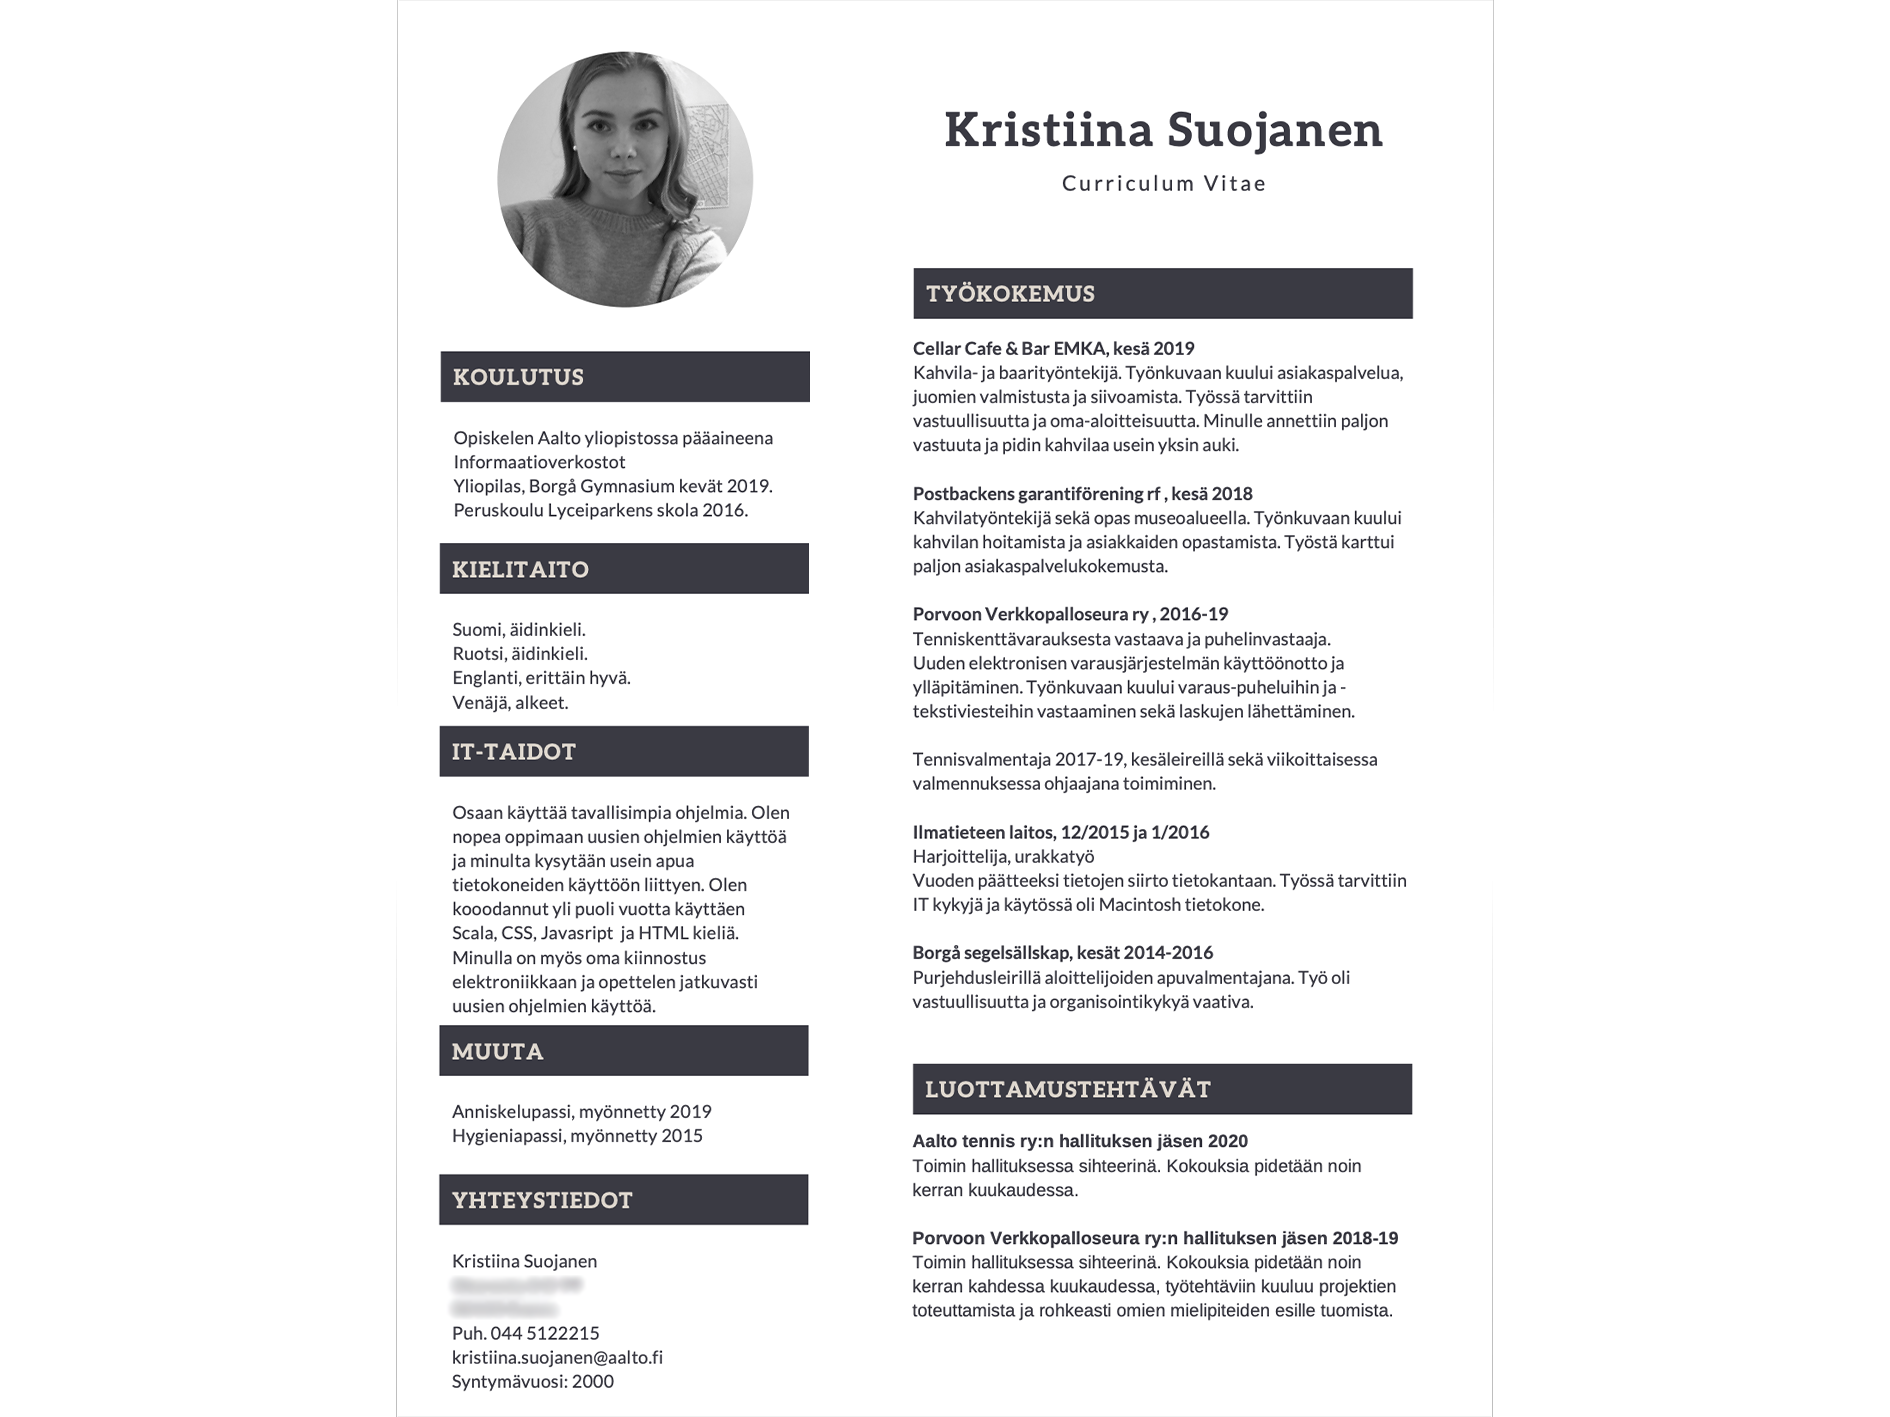 Kristiina Suojanen
Curriculum Vitae
KOULUTUS
Opiskelen Aalto yliopistossa pääaineena
Informaatioverkostot
Yliopilas, Borgå Gymnasium kevät 2019.
Peruskoulu Lyceiparkens skola 2016.
KIELITAITO
Suomi, äidinkieli.
Ruotsi, äidinkieli.
Englanti, erittäin hyvä.
Venäjä, alkeet.
IT-TAIDOT
Osaan käyttää tavallisimpia ohjelmia. Olen
nopea oppimaan uusien ohjelmien käyttöä
ja minulta kysytään usein apua
tietokoneiden käyttöön liittyen. Olen
kooodannut yli puoli vuotta käyttäen
Scala, CSS, Javasript ja HTML kieliä.
Minulla on myös oma kiinnostus
elektroniikkaan ja opettelen jatkuvasti
uusien ohjelmien käyttöä.
MUUTA
Anniskelupassi, myönnetty 2019
Hygieniapassi, myönnetty 2015
YHTEYSTIEDOT
Kristiina Suojanen
Puh. 044 5122215
kristiina.suojanen@aalto.fi
Syntymävuosi: 2000
TYÖKOKEMUS
Cellar Cafe & Bar EMKA, kesä 2019
Kahvila- ja baarityöntekijä. Työnkuvaan kuului asiakaspalvelua,
juomien valmistusta ja siivoamista. Työssä tarvittiin
vastuullisuutta ja oma-aloitteisuutta. Minulle annettiin paljon
vastuuta ja pidin kahvilaa usein yksin auki.
Postbackens garantiförening rf , kesä 2018
Kahvilatyöntekijä sekä opas museoalueella. Työnkuvaan kuului
kahvilan hoitamista ja asiakkaiden opastamista. Työstä karttui
paljon asiakaspalvelukokemusta.
Porvoon Verkkopalloseura ry , 2016-19
Tenniskenttävarauksesta vastaava ja puhelinvastaaja.
Uuden elektronisen varausjärjestelmän käyttöönotto ja
ylläpitäminen. Työnkuvaan kuului varaus-puheluihin ja -
tekstiviesteihin vastaaminen sekä laskujen lähettäminen.
Tennisvalmentaja 2017-19, kesäleireillä sekä viikoittaisessa
valmennuksessa ohjaajana toimiminen.
Ilmatieteen laitos, 12/2015 ja 1/2016
Harjoittelija, urakkatyö
Vuoden päätteeksi tietojen siirto tietokantaan. Työssä tarvittiin
IT kykyjä ja käytössä oli Macintosh tietokone.
Borgå segelsällskap, kesät 2014-2016
Purjehdusleirillä aloittelijoiden apuvalmentajana. Työ oli
vastuullisuutta ja organisointikykyä vaativa.
LUOTTAMUSTEHTÄVÄT
Aalto tennis ry:n hallituksen jäsen 2020
Toimin hallituksessa sihteerinä. Kokouksia pidetään noin
kerran kuukaudessa.
Porvoon Verkkopalloseura ry:n hallituksen jäsen 2018-19
Toimin hallituksessa sihteerinä. Kokouksia pidetään noin
kerran kahdessa kuukaudessa, työtehtäviin kuuluu projektien
toteuttamista ja rohkeasti omien mielipiteiden esille tuomista.